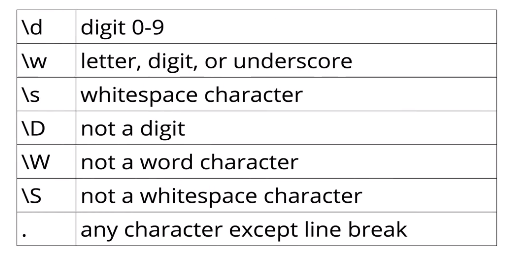 \d digit 0-9
\w letter, digit, or underscore
\s whitespace character
\D not a digit
\W not a word character
\S not a whitespace character
. any character except line break